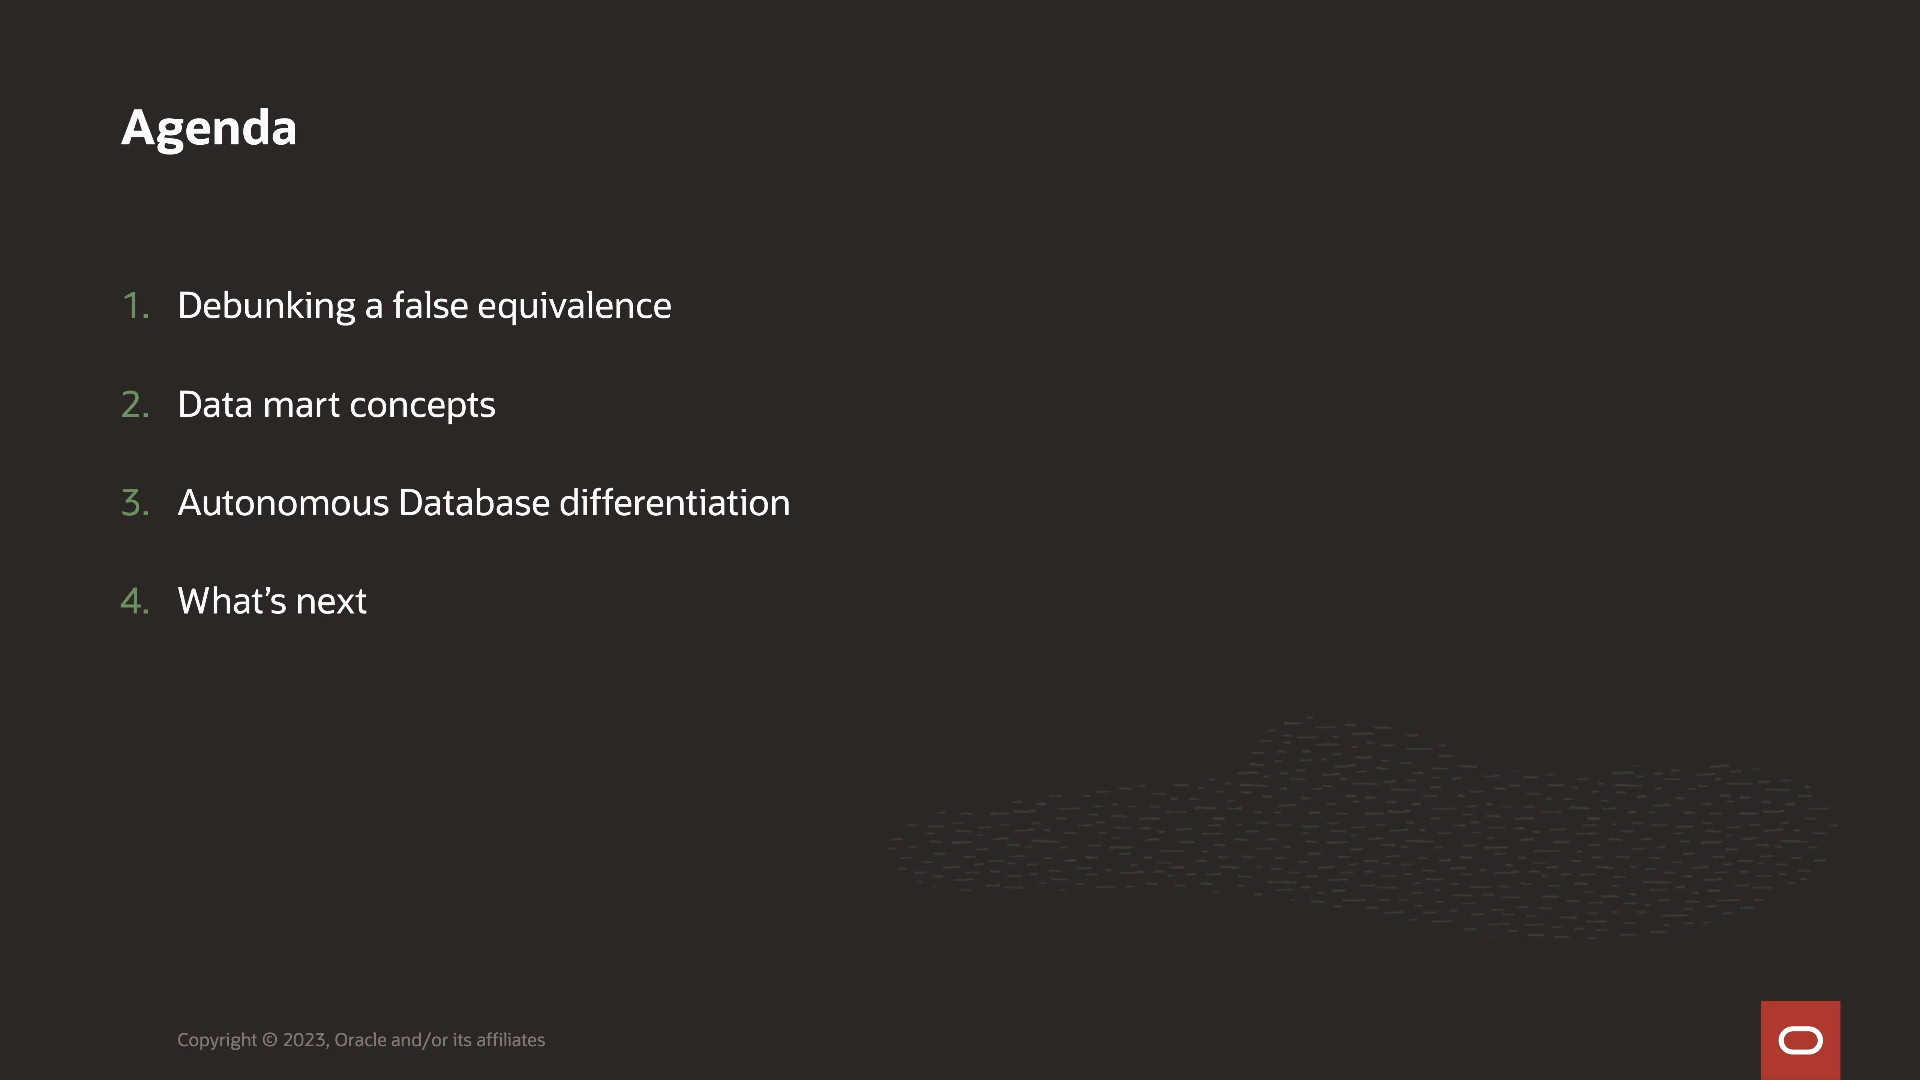 Agenda
1. Debunking a false equivalence
2. Data mart concepts
3. Autonomous Database differentiation
4. What’s next
Copyright © 2023, Oracle and/or its affiliates